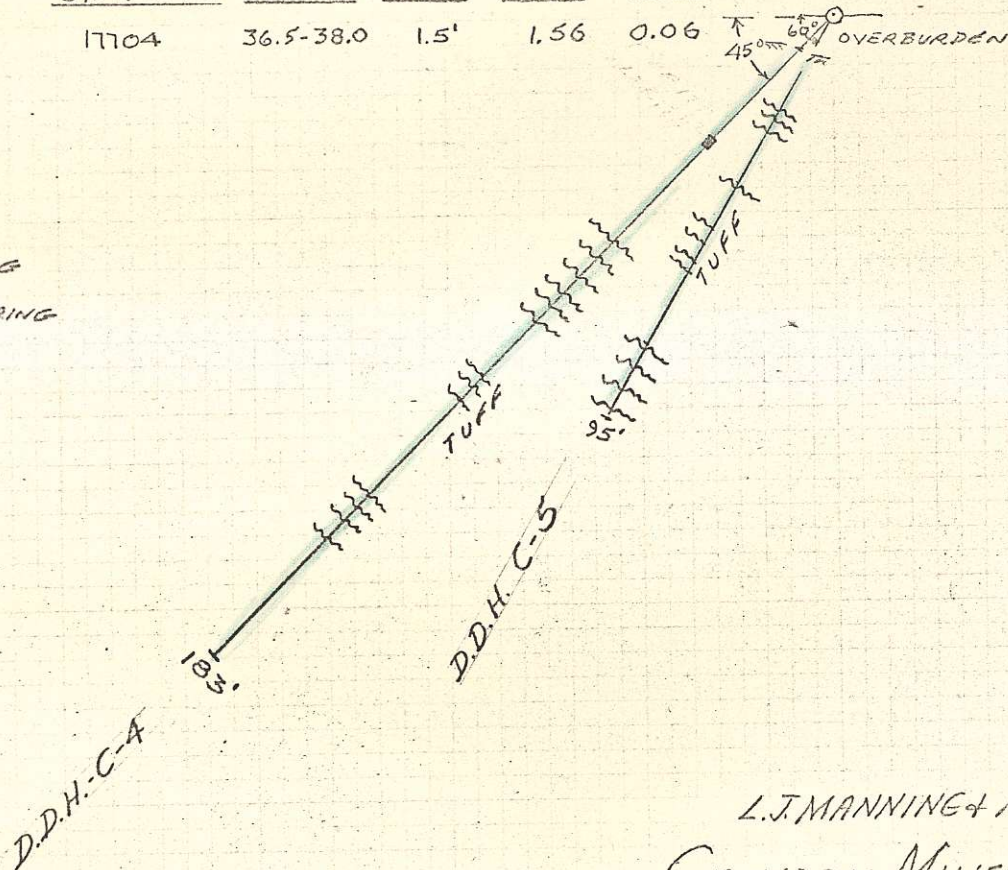 17704 36.5-38.0 1.5' 1.56 0.06
60°
45°
OVERBURDEN
TUFF
TUFF
95'
183'
D.D.H. C-5
D.D.H.-C-4
L.J. MANNING &